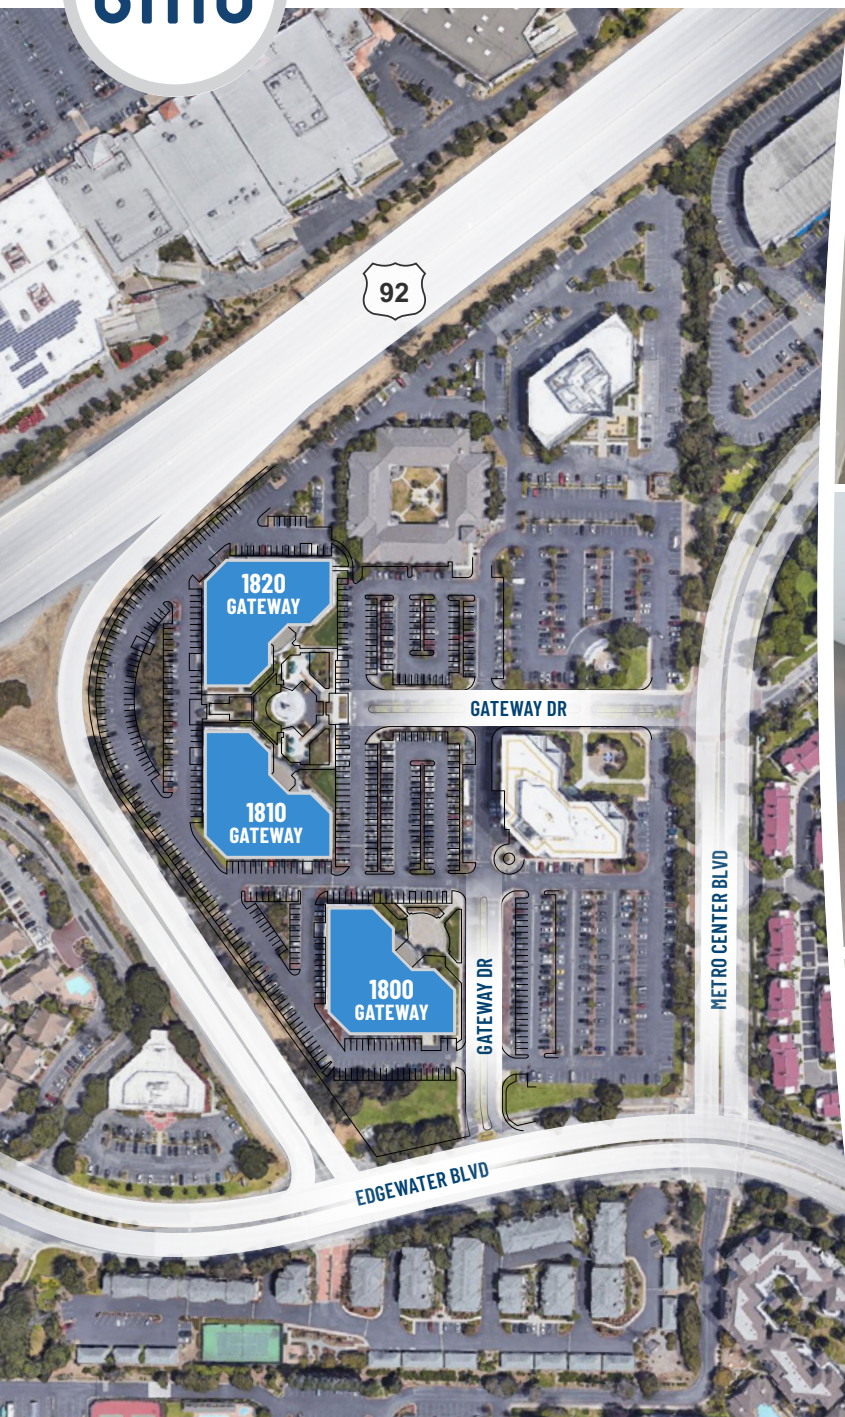 92
1820
GATEWAY
GATEWAY DR
1810
GATEWAY
METRO CENTER BLVD
1800
GATEWAY
GATEWAY DR
EDGEWATER BLVD